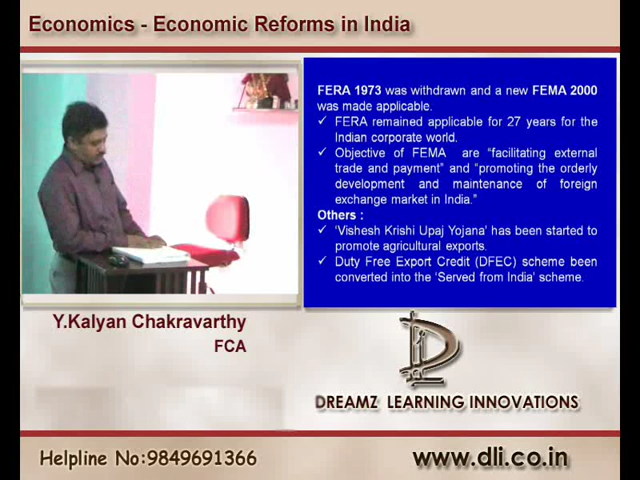 Economics - Economic Reforms in India
FERA 1973 was withdrawn and a new FEMA 2000
was made applicable.
✓ FERA remained applicable for 27 years for the
Indian corporate world.
✓ Objective of FEMA are "facilitating external
trade and payment" and "promoting the orderly
development and maintenance of foreign
exchange market in India."
Others :
✓ 'Vishesh Krishi Upaj Yojana' has been started to
promote agricultural exports.
✓ Duty Free Export Credit (DFEC) scheme been
converted into the 'Served from India' scheme.
Y.Kalyan Chakravarthy
FCA
DREAMZ LEARNING INNOVATIONS
Helpline No:9849691366
www.dli.co.in